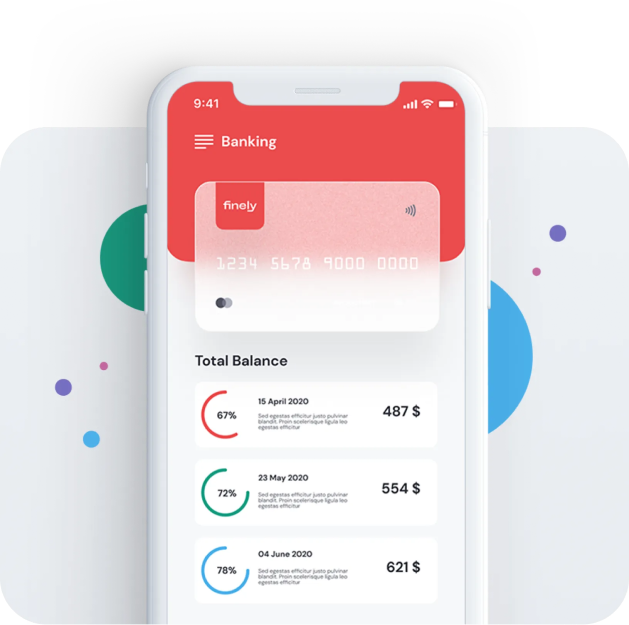 9:41
Banking
finely
1234 5678 9000 0000
Total Balance
15 April 2020
67%
Sed egestas efficitur justo pulvinar
blandit. Proin scelerisque ligula leo
egestas efficitur
487 $
23 May 2020
72%
Sed egestas efficitur justo pulvinar
blandit. Proin scelerisque ligula leo
egestas efficitur
554 $
04 June 2020
78%
Sed egestas efficitur justo pulvinar
blandit. Proin scelerisque ligula leo
egestas efficitur
621 $